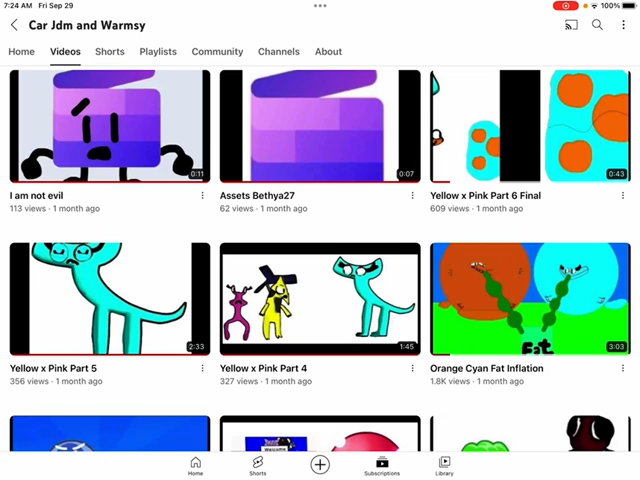 7:24 AM Fri Sep 29
100%
Car Jdm and Warmsy
Home Videos Shorts Playlists Community Channels About
0:11
0:07
0:43
I am not evil
113 views · 1 month ago
Assets Bethya27
62 views · 1 month ago
Yellow x Pink Part 6 Final
609 views · 1 month ago
2:33
1:45
Fat
3:03
Yellow x Pink Part 5
356 views · 1 month ago
Yellow x Pink Part 4
327 views · 1 month ago
Orange Cyan Fat Inflation
1.8K views · 1 month ago
Welcome
Home Shorts Subscriptions Library